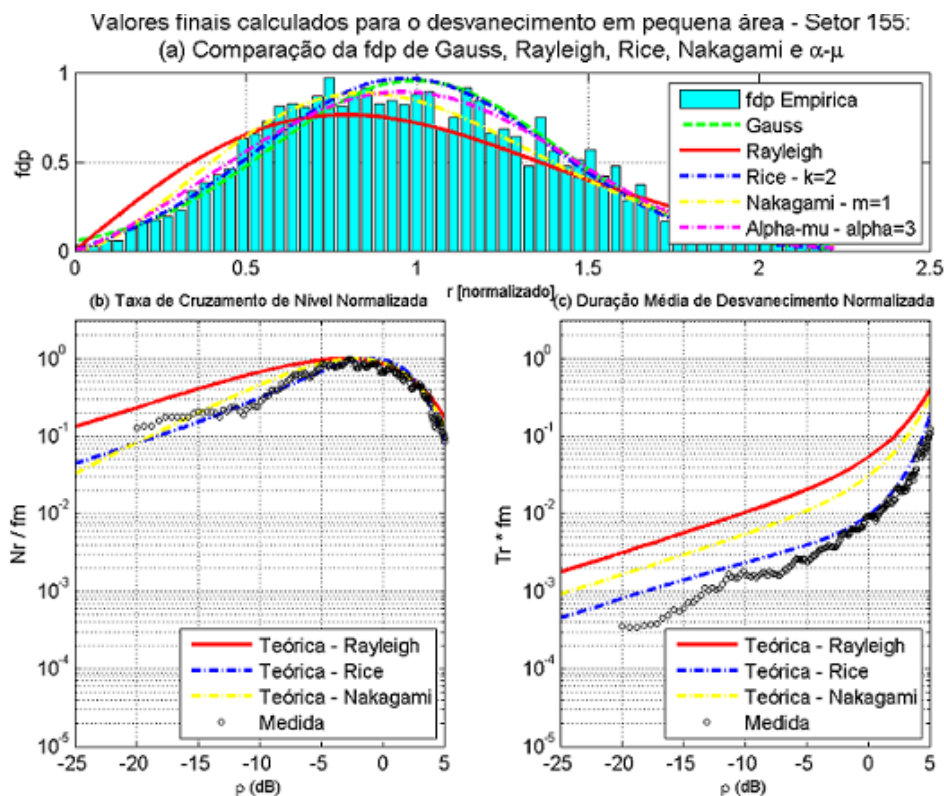 Valores finais calculados para o desvanecimento em pequena área - Setor 155:
(a) Comparação da fdp de Gauss, Rayleigh, Rice, Nakagami e α-μ
fdp
1
0.5
0
0
0.5
1
1.5
2
2.5
r [normalizado]
fdp Empirica
Gauss
Rayleigh
Rice - k=2
Nakagami - m=1
Alpha-mu - alpha=3
(b) Taxa de Cruzamento de Nível Normalizada
Nr / fm
10^0
10^-1
10^-2
10^-3
10^-4
10^-5
-25
-20
-15
-10
-5
0
5
ρ (dB)
Teórica - Rayleigh
Teórica - Rice
Teórica - Nakagami
Medida
(c) Duração Média de Desvanecimento Normalizada
Tr * fm
10^0
10^-1
10^-2
10^-3
10^-4
10^-5
-25
-20
-15
-10
-5
0
5
ρ (dB)
Teórica - Rayleigh
Teórica - Rice
Teórica - Nakagami
Medida